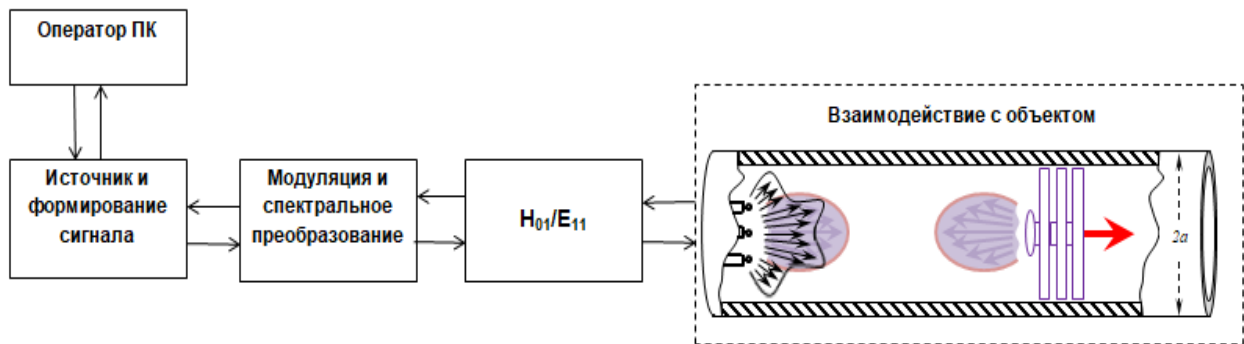 Оператор ПК
Источник и
формирование
сигнала
Модуляция и
спектральное
преобразование
H01/E11
Взаимодействие с объектом
2a